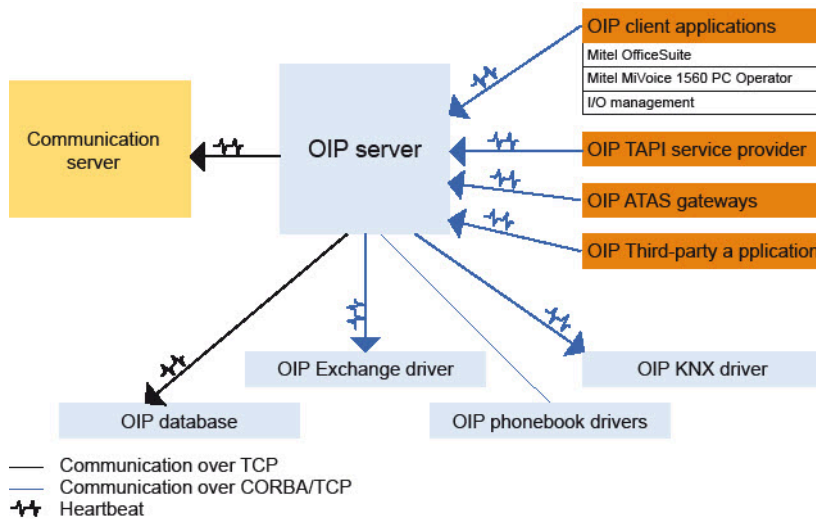 OIP client applications
Mitel OfficeSuite
Mitel MiVoice 1560 PC Operator
I/O management
Communication
server
OIP server
OIP TAPI service provider
OIP ATAS gateways
OIP Third-party a pplication
OIP Exchange driver
OIP KNX driver
OIP database
OIP phonebook drivers
Communication over TCP
Communication over CORBA/TCP
Heartbeat